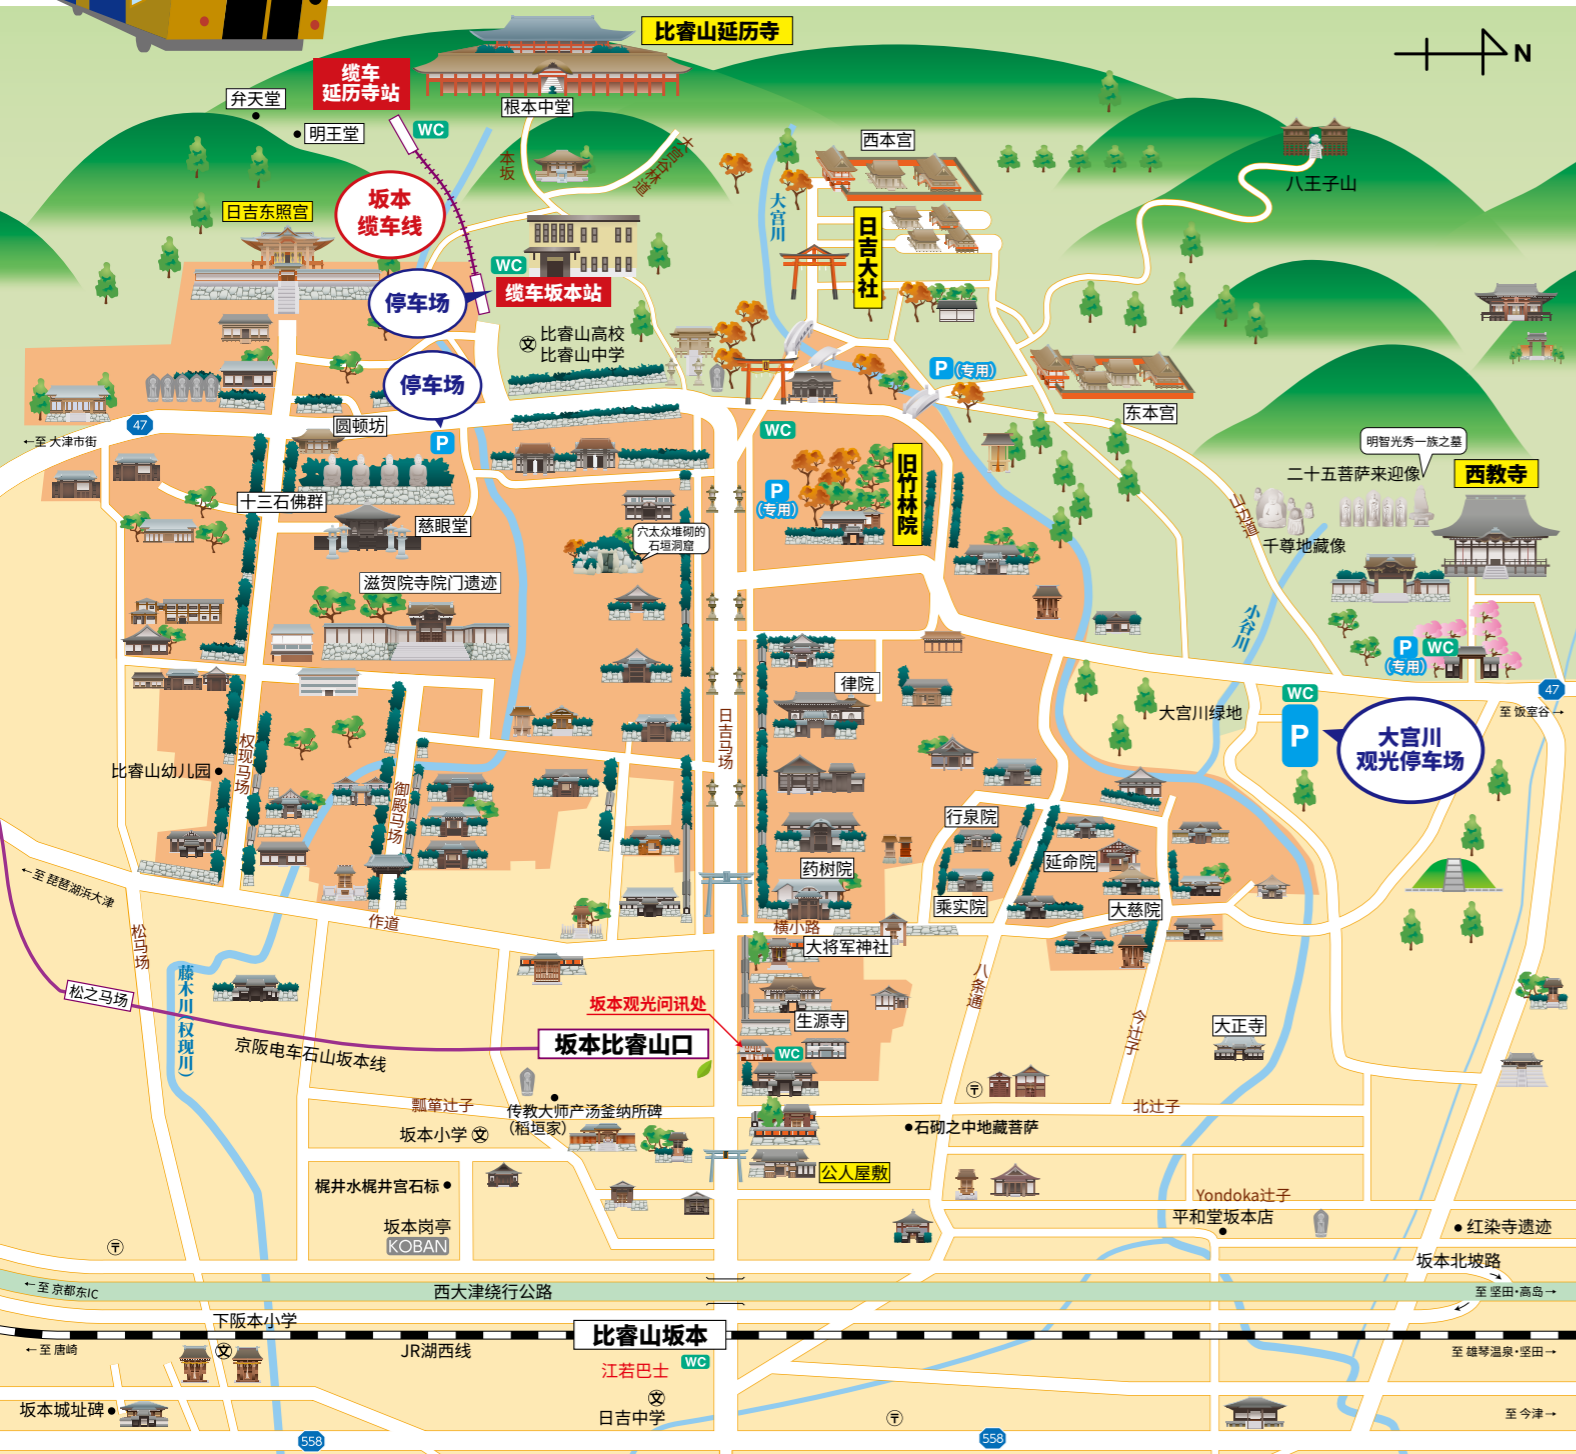 比睿山延历寺
N
缆车
延历寺站
弁天堂
明王堂
WC
根本中堂
本坂
大宫谷林道
西本宫
八王子山
坂本
缆车线
日吉东照宫
大宫川
日吉大社
WC
停车场
缆车坂本站
比睿山高校
比睿山中学
文
停车场
P
(专用)
东本宫
47
←至 大津市街
圆顿坊
P
WC
旧竹林院
明智光秀一族之墓
二十五菩萨来迎像
西教寺
十三石佛群
慈眼堂
P
(专用)
穴太众堆砌的
石垣洞窟
山边道
千尊地藏像
滋贺院寺院门遗迹
小谷川
P
(专用)
WC
律院
WC
P
47
至 饭室谷→
大宫川绿地
日吉马场
大宫川
观光停车场
权现马场
比睿山幼儿园
御殿马场
行泉院
延命院
药树院
←至 琵琶湖浜大津
乘实院
大慈院
作道
横小路
松马场
大将军神社
藤木川(权现川)
八条通
松之马场
坂本观光问讯处
生源寺
今辻子
大正寺
坂本比睿山口
WC
京阪电车石山坂本线
〒
瓢箪辻子
传教大师产汤釜纳所碑
(稻垣家)
北辻子
坂本小学
文
石砌之中地藏菩萨
公人屋敷
梶井水梶井宫石标
Yondoka辻子
平和堂坂本店
坂本岗亭
KOBAN
红染寺遗迹
〒
坂本北坡路
←至 京都东IC
西大津绕行公路
至 坚田・高岛→
下阪本小学
比睿山坂本
←至 唐崎
文
JR湖西线
至 雄琴温泉・坚田→
江若巴士
WC
文
日吉中学
坂本城址碑
〒
至 今津→
558
558